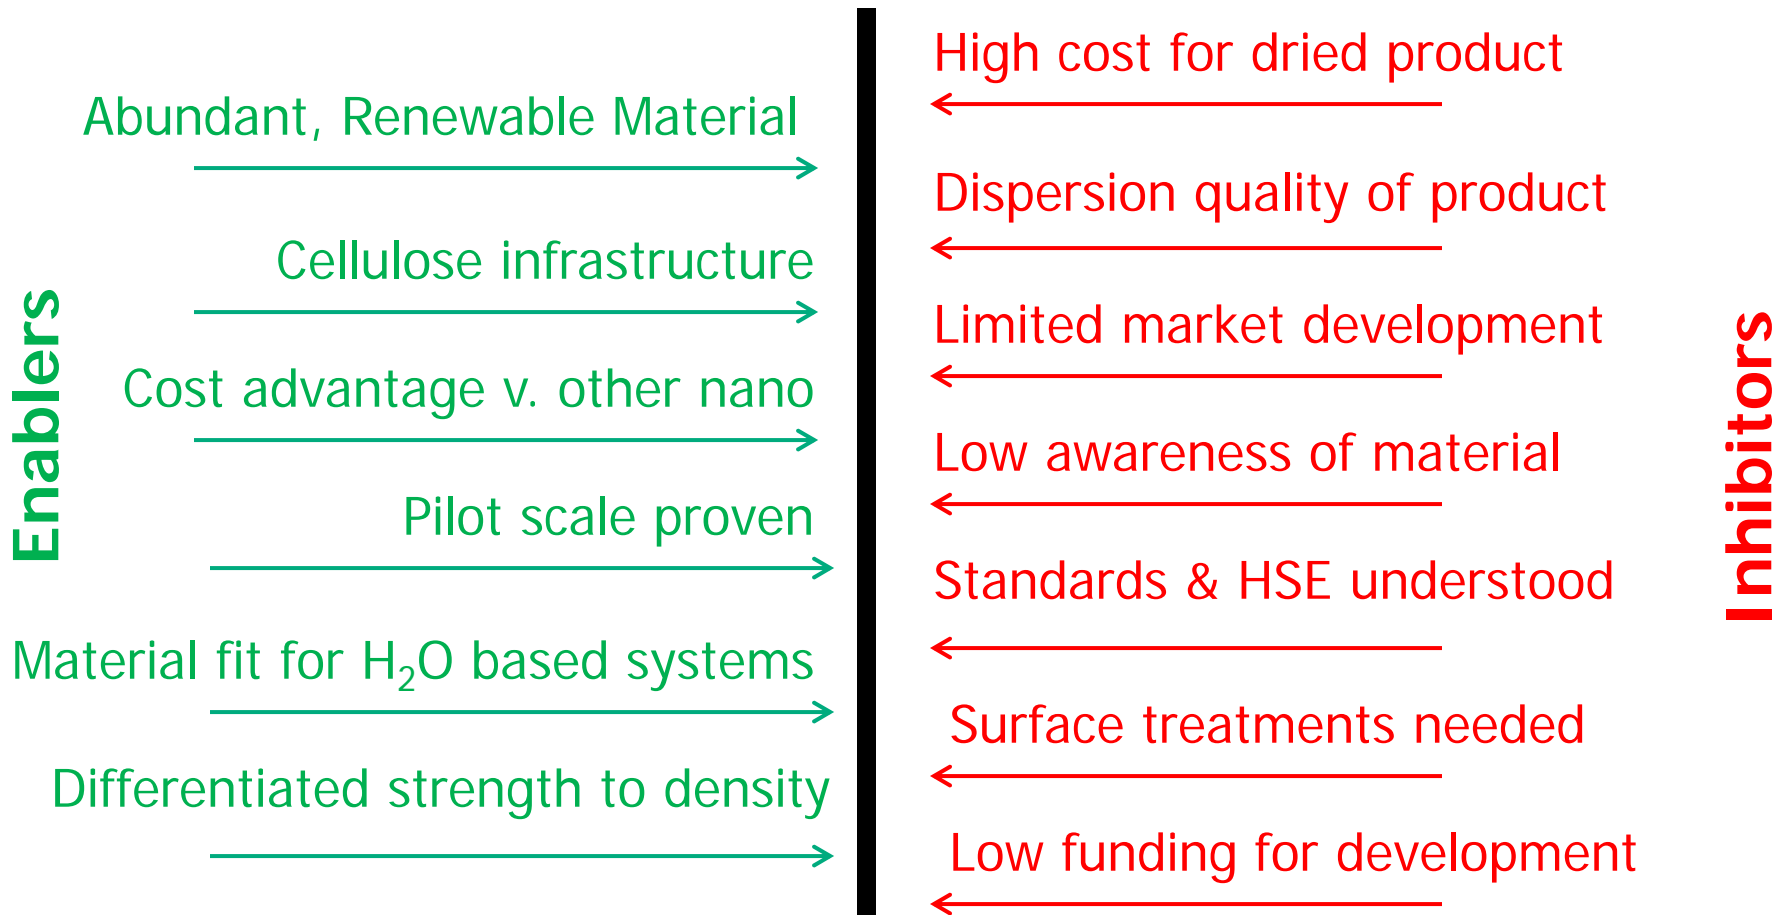 Enablers
Abundant, Renewable Material
Cellulose infrastructure
Cost advantage v. other nano
Pilot scale proven
Material fit for H₂O based systems
Differentiated strength to density
High cost for dried product
Dispersion quality of product
Limited market development
Low awareness of material
Standards & HSE understood
Surface treatments needed
Low funding for development
Inhibitors